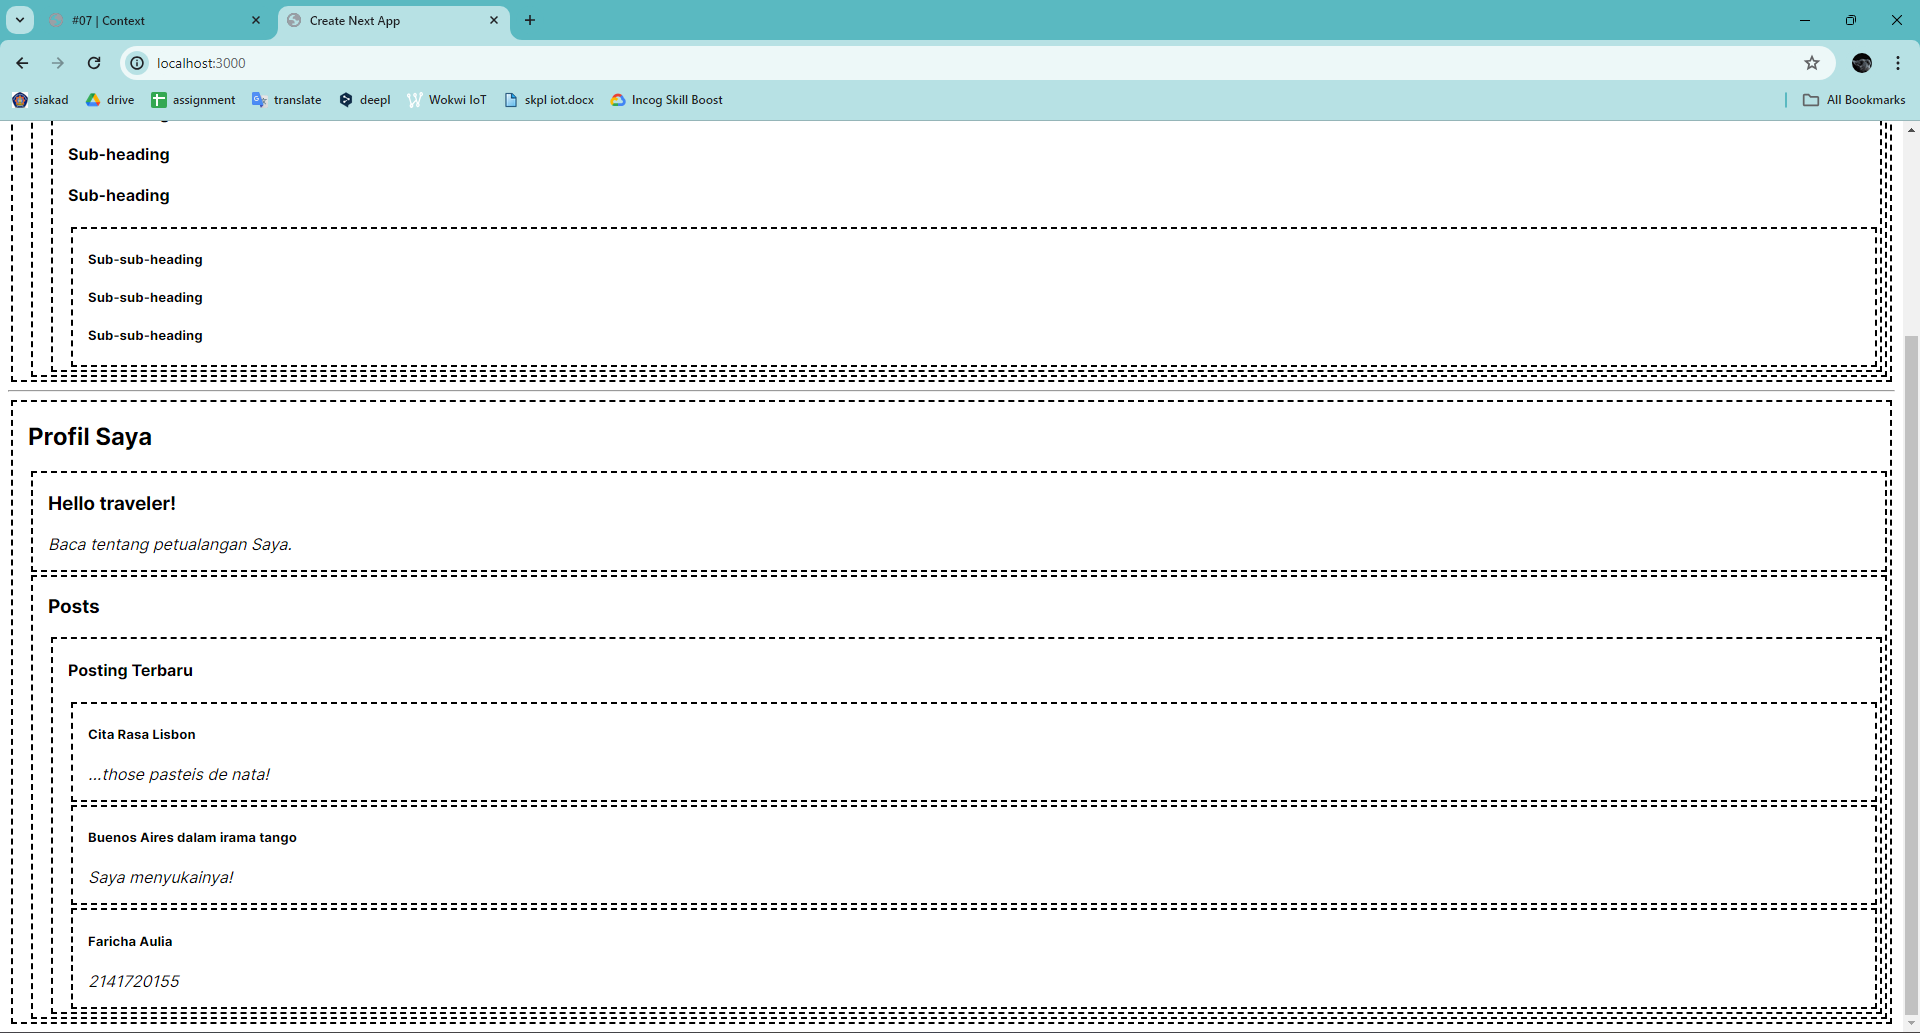 #07 | Context
Create Next App
localhost:3000
siakad
drive
assignment
translate
deepl
Wokwi IoT
skpl iot.docx
Incog Skill Boost
All Bookmarks
Sub-heading
Sub-heading
Sub-sub-heading
Sub-sub-heading
Sub-sub-heading
Profil Saya
Hello traveler!
Baca tentang petualangan Saya.
Posts
Posting Terbaru
Cita Rasa Lisbon
...those pasteis de nata!
Buenos Aires dalam irama tango
Saya menyukainya!
Faricha Aulia
2141720155